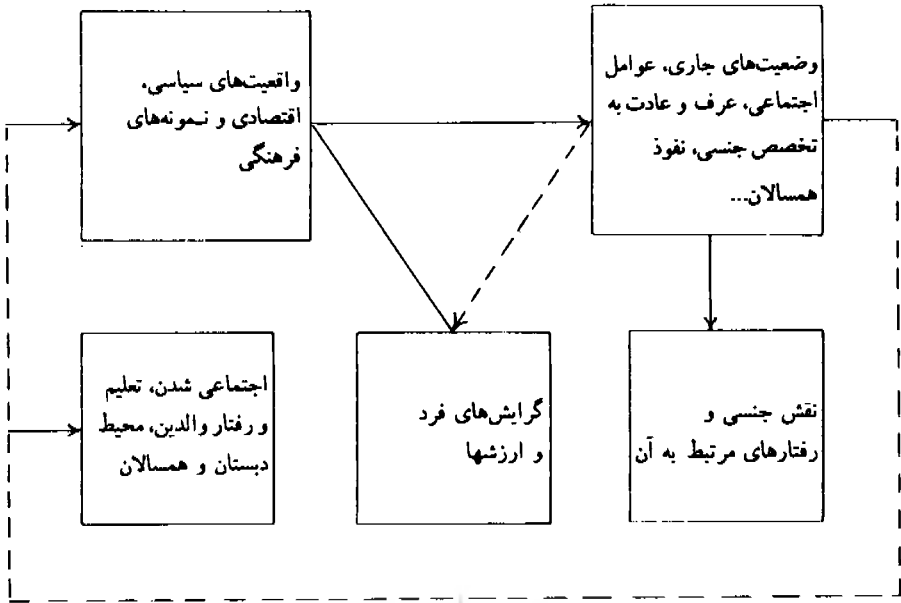 وضعیت‌های جاری، عوامل
اجتماعی، عرف و عادت به
تخصص جنسی، نفوذ
همسالان...
واقعیت‌های سیاسی،
اقتصادی و نـمونه‌های
فرهنگی
نقش جنسی و
رفتارهای مرتبط به آن
گرایش‌های فرد
و ارزشها
اجتماعی شدن، تعلیم
و رفتار والدین، محیط
دبستان و همسالان